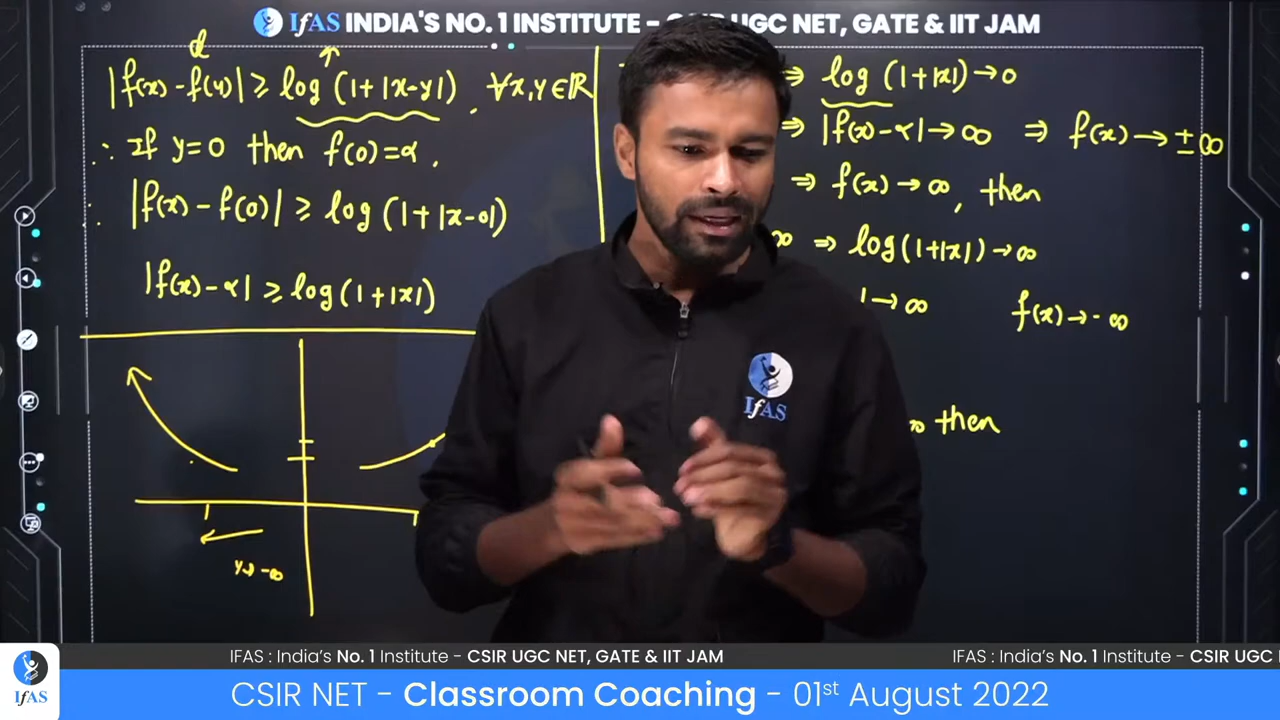 IFAS INDIA'S NO. 1 INSTITUTE - UGC NET, GATE & IIT JAM
α
|f(x) - f(y)| ≥ log (1+|x-y|) , ∀x,y∈ℝ
∴ If y=0 then f(0)=α,
∴ |f(x) - f(0)| ≥ log (1+|x-0|)
|f(x) - α| ≥ log (1+|x|)
y→ -∞
⇒ log (1+|x|) → 0
⇒ |f(x) - α| → ∞ ⇒ f(x) → ±∞
⇒ f(x) → ∞, then
∞ ⇒ log(1+|x|) → ∞
| → ∞ f(x) → -∞
∞ then
IFAS
IFAS
IFAS : India's No. 1 Institute - CSIR UGC NET, GATE & IIT JAM
IFAS : India's No. 1 Institute - CSIR UGC
CSIR NET - Classroom Coaching - 01st August 2022